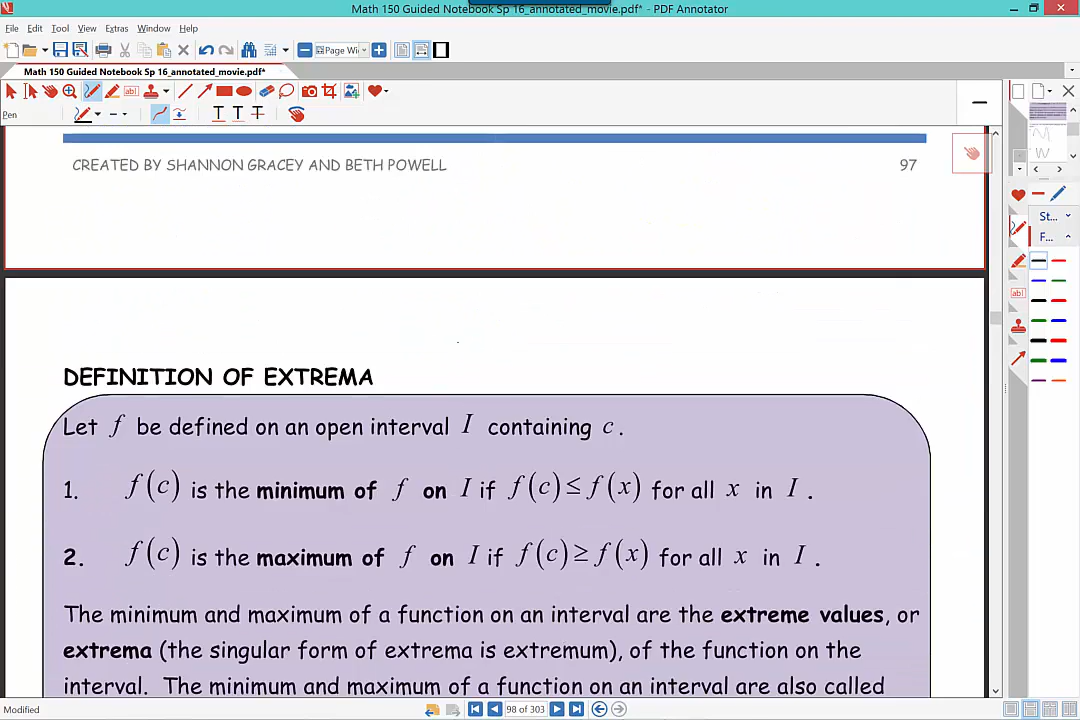 Math 150 Guided Notebook Sp 16_annotated_movie.pdf* - PDF Annotator
File Edit Tool View Extras Window Help
Page Wi
Math 150 Guided Notebook Sp 16_annotated_movie.pdf*
Pen
CREATED BY SHANNON GRACEY AND BETH POWELL 97
St...
F...
DEFINITION OF EXTREMA
Let f be defined on an open interval I containing c.
1. f(c) is the minimum of f on I if f(c) ≤ f(x) for all x in I.
2. f(c) is the maximum of f on I if f(c) ≥ f(x) for all x in I.
The minimum and maximum of a function on an interval are the extreme values, or
extrema (the singular form of extrema is extremum), of the function on the
interval. The minimum and maximum of a function on an interval are also called
Modified 98 of 303